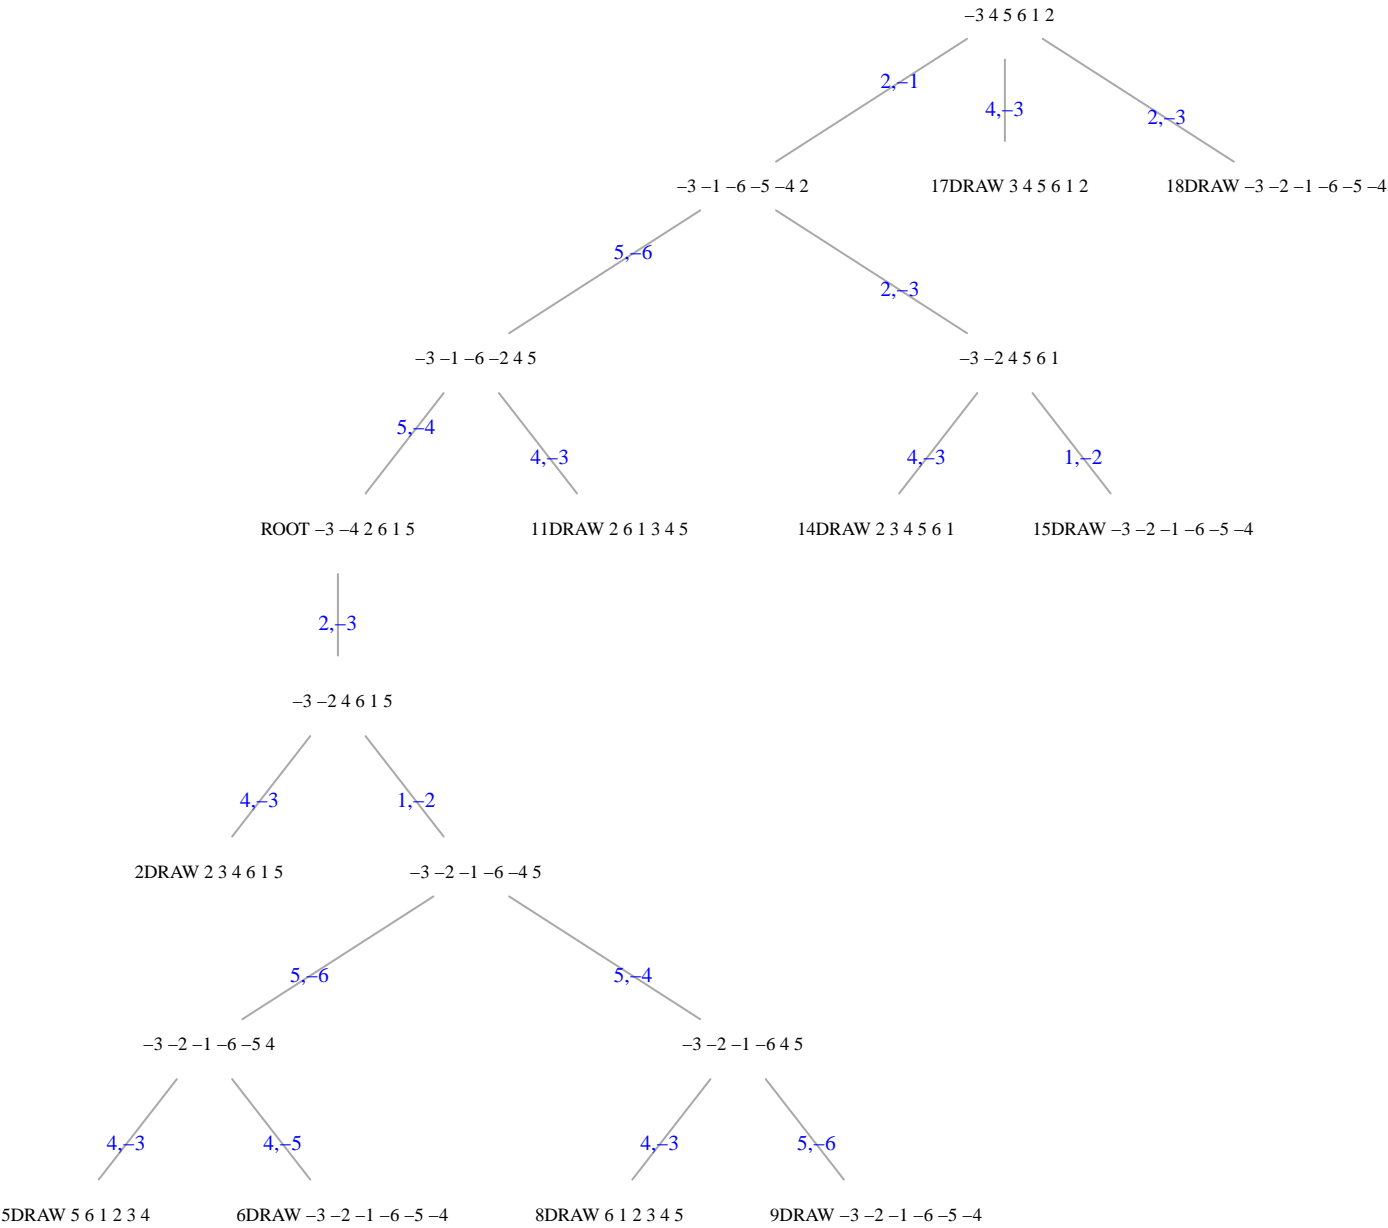 −3 4 5 6 1 2
2,−1
4,−3
2,−3
−3 −1 −6 −5 −4 2
17DRAW 3 4 5 6 1 2
18DRAW −3 −2 −1 −6 −5 −4
5,−6
2,−3
−3 −1 −6 −2 4 5
−3 −2 4 5 6 1
5,−4
4,−3
4,−3
1,−2
ROOT −3 −4 2 6 1 5
11DRAW 2 6 1 3 4 5
14DRAW 2 3 4 5 6 1
15DRAW −3 −2 −1 −6 −5 −4
2,−3
−3 −2 4 6 1 5
4,−3
1,−2
2DRAW 2 3 4 6 1 5
−3 −2 −1 −6 −4 5
5,−6
5,−4
−3 −2 −1 −6 −5 4
−3 −2 −1 −6 4 5
4,−3
4,−5
4,−3
5,−6
5DRAW 5 6 1 2 3 4
6DRAW −3 −2 −1 −6 −5 −4
8DRAW 6 1 2 3 4 5
9DRAW −3 −2 −1 −6 −5 −4